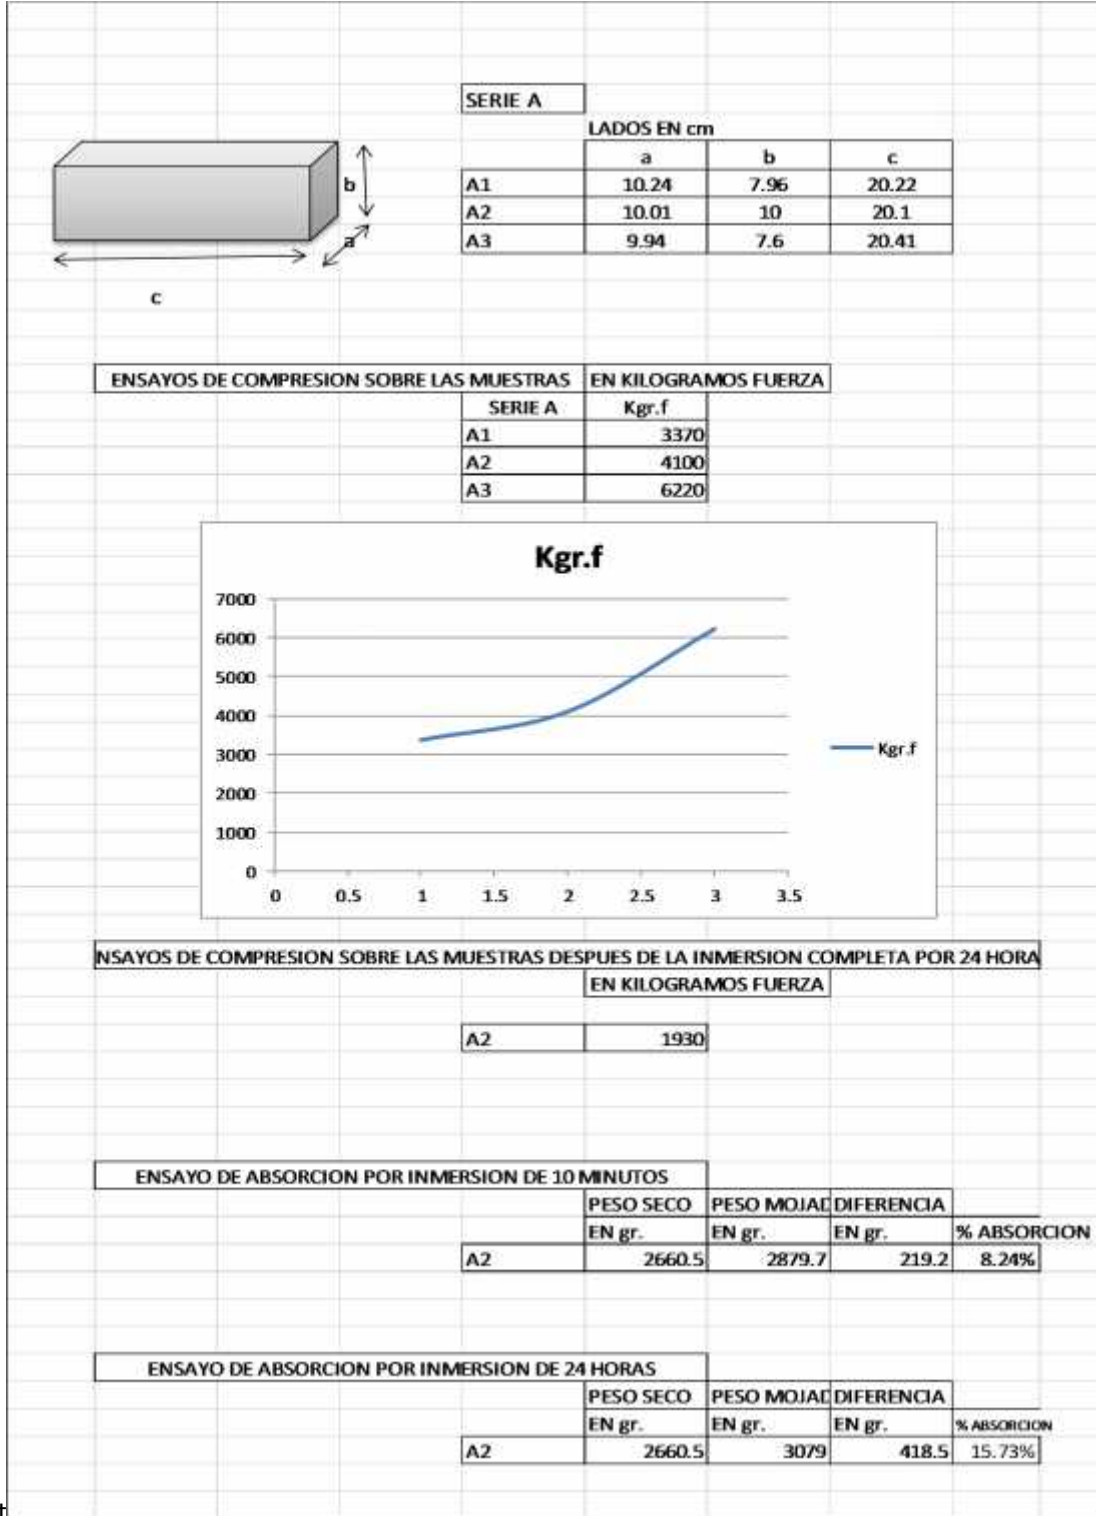 SERIE A
LADOS EN cm
a b c
A1 10.24 7.96 20.22
A2 10.01 10 20.1
A3 9.94 7.6 20.41
b
a
c
ENSAYOS DE COMPRESION SOBRE LAS MUESTRAS EN KILOGRAMOS FUERZA
SERIE A Kgr.f
A1 3370
A2 4100
A3 6220
Kgr.f
7000
6000
5000
4000
3000
2000
1000
0
0 0.5 1 1.5 2 2.5 3 3.5
Kgr.f
NSAYOS DE COMPRESION SOBRE LAS MUESTRAS DESPUES DE LA INMERSION COMPLETA POR 24 HORA
EN KILOGRAMOS FUERZA
A2 1930
ENSAYO DE ABSORCION POR INMERSION DE 10 MINUTOS
PESO SECO PESO MOJAD DIFERENCIA
EN gr. EN gr. EN gr. % ABSORCION
A2 2660.5 2879.7 219.2 8.24%
ENSAYO DE ABSORCION POR INMERSION DE 24 HORAS
PESO SECO PESO MOJAD DIFERENCIA
EN gr. EN gr. EN gr. % ABSORCION
A2 2660.5 3079 418.5 15.73%